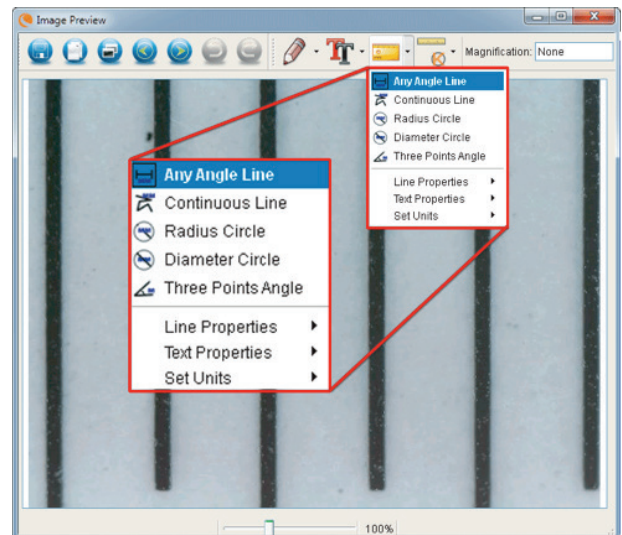 Image Preview
Magnification: None
Any Angle Line
Continuous Line
Radius Circle
Diameter Circle
Three Points Angle
Line Properties
Text Properties
Set Units
Any Angle Line
Continuous Line
Radius Circle
Diameter Circle
Three Points Angle
Line Properties
Text Properties
Set Units
100%